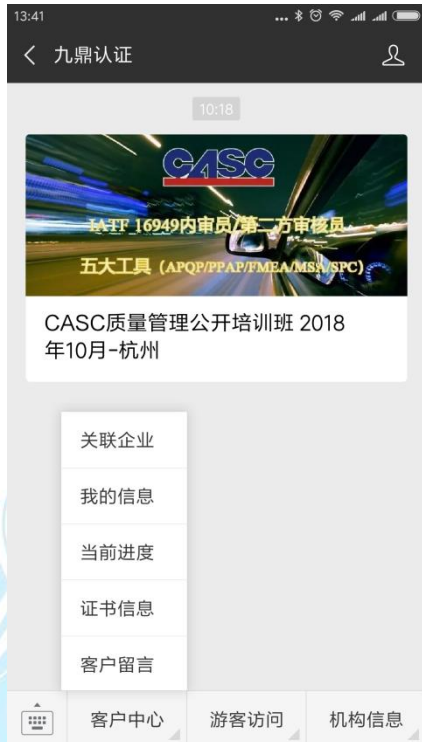 13:41
九鼎认证
10:18
CASC
IATF 16949内审员/第二方审核员
五大工具 (APQP/PPAP/FMEA/MSA/SPC)
CASC质量管理公开培训班 2018
年10月-杭州
关联企业
我的信息
当前进度
证书信息
客户留言
客户中心
游客访问
机构信息